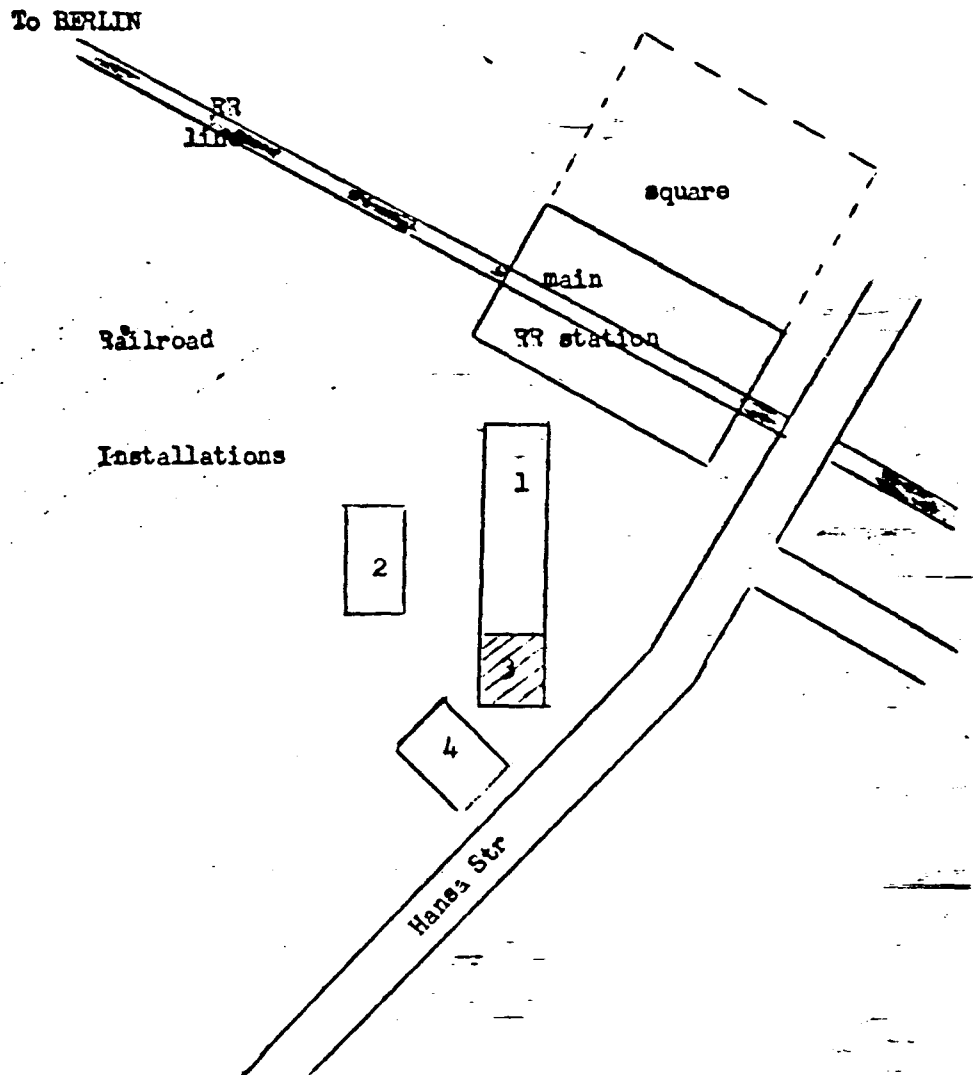 To BERLIN
RR
line
square
main
RR station
Railroad
Installations
1
2
3
4
Hansa Str